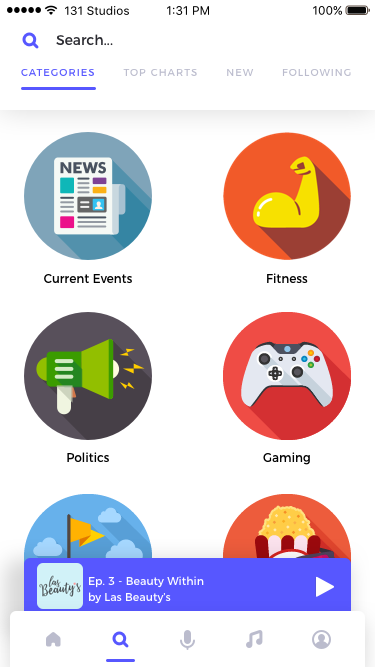 131 Studios 1:31 PM 100%
Search...
CATEGORIES TOP CHARTS NEW FOLLOWING
NEWS
Current Events Fitness
Politics Gaming
Ep. 3 - Beauty Within
by Las Beauty's
Las
Beauty's